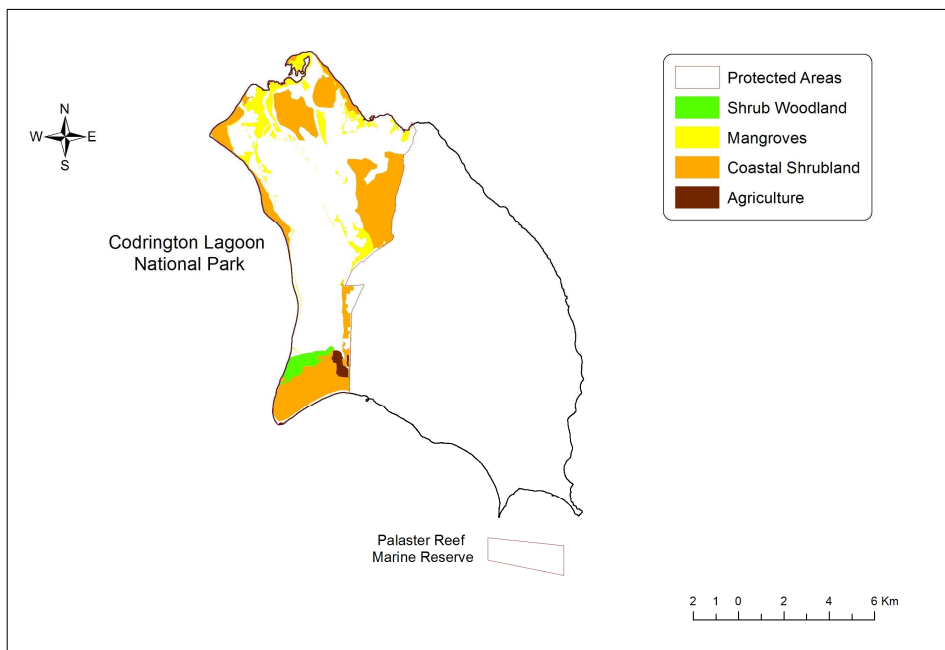 N
W E
S
Protected Areas
Shrub Woodland
Mangroves
Coastal Shrubland
Agriculture
Codrington Lagoon
National Park
Palaster Reef
Marine Reserve
2 1 0 2 4 6 Km